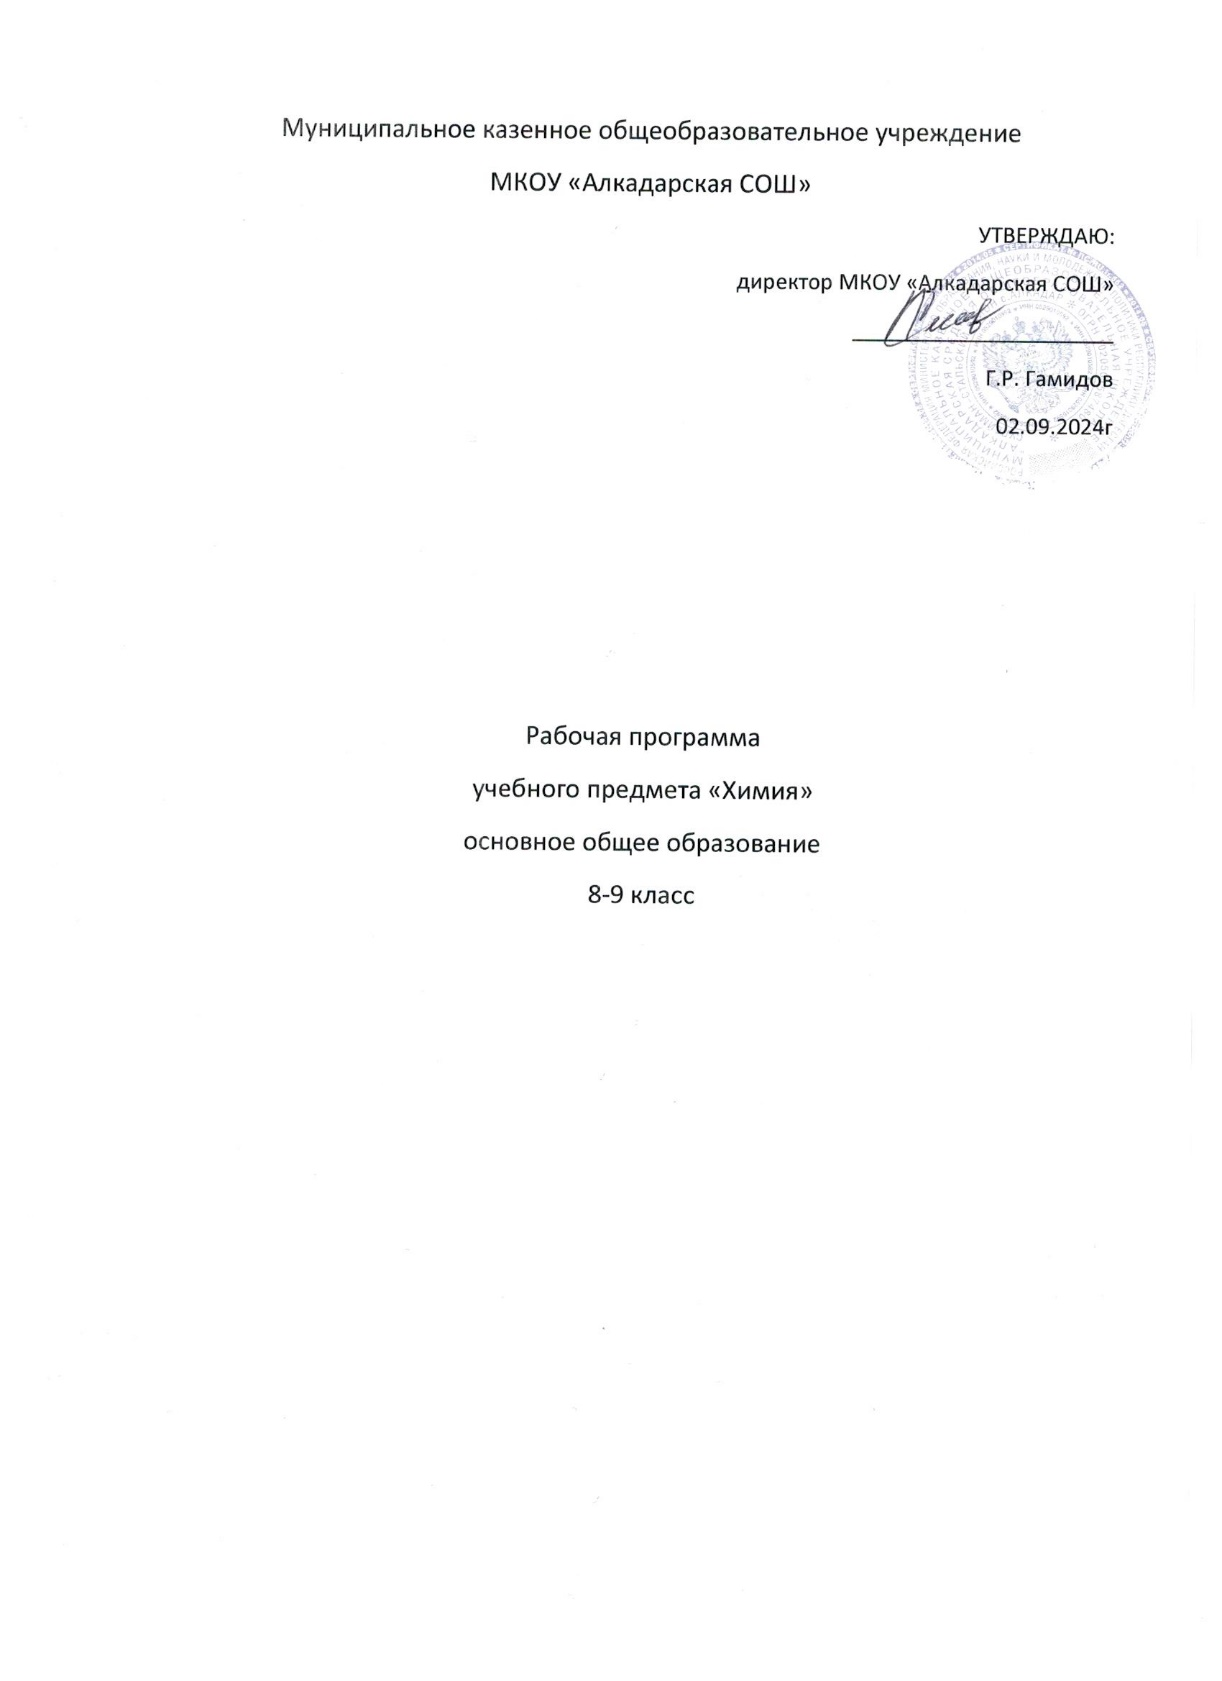 Муниципальное казенное общеобразовательное учреждение
МКОУ «Алкадарская СОШ»
УТВЕРЖДАЮ:
директор МКОУ «Алкадарская СОШ»
Г.Р. Гамидов
02.09.2024г
Рабочая программа
учебного предмета «Химия»
основное общее образование
8-9 класс